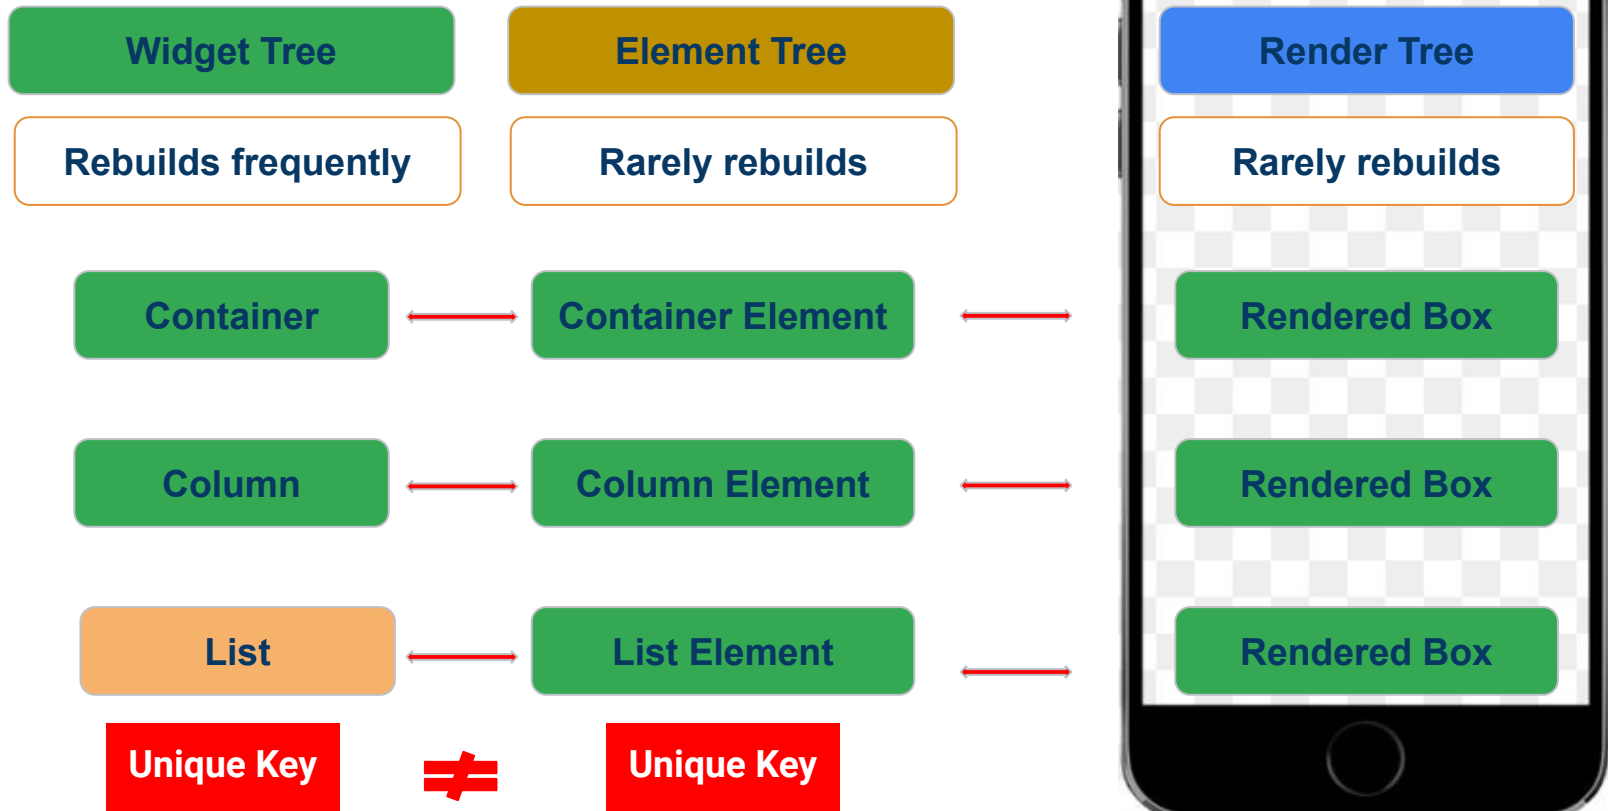 Widget Tree
Element Tree
Render Tree
Rebuilds frequently
Rarely rebuilds
Rarely rebuilds
Container
Container Element
Rendered Box
Column
Column Element
Rendered Box
List
List Element
Rendered Box
Unique Key
≠
Unique Key